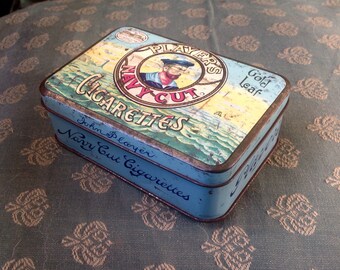 PLAYER'S
NAVY CUT
Gold
Leaf
CIGARETTES
John Player
Navy Cut Cigarettes